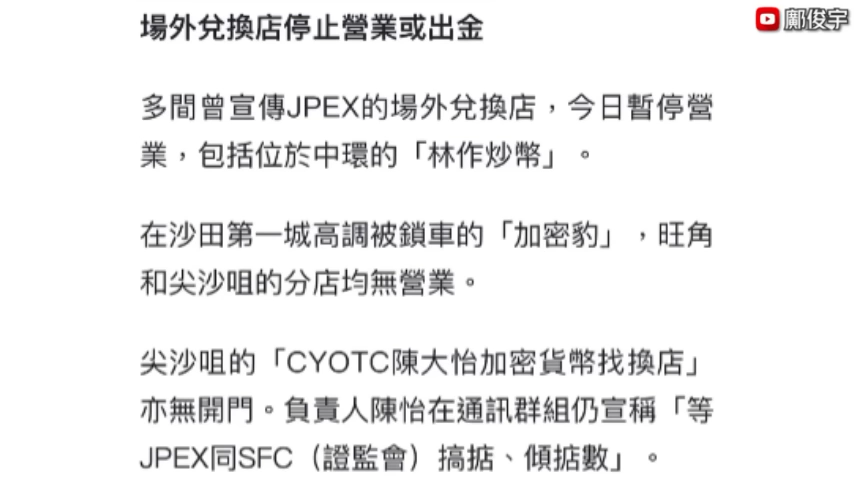 鄺俊宇
場外兌換店停止營業或出金
多間曾宣傳JPEX的場外兌換店，今日暫停營
業，包括位於中環的「林作炒幣」。
在沙田第一城高調被鎖車的「加密豹」，旺角
和尖沙咀的分店均無營業。
尖沙咀的「CYOTC陳大怡加密貨幣找換店」
亦無開門。負責人陳怡在通訊群組仍宣稱「等
JPEX同SFC（證監會）搞掂、傾掂數」。